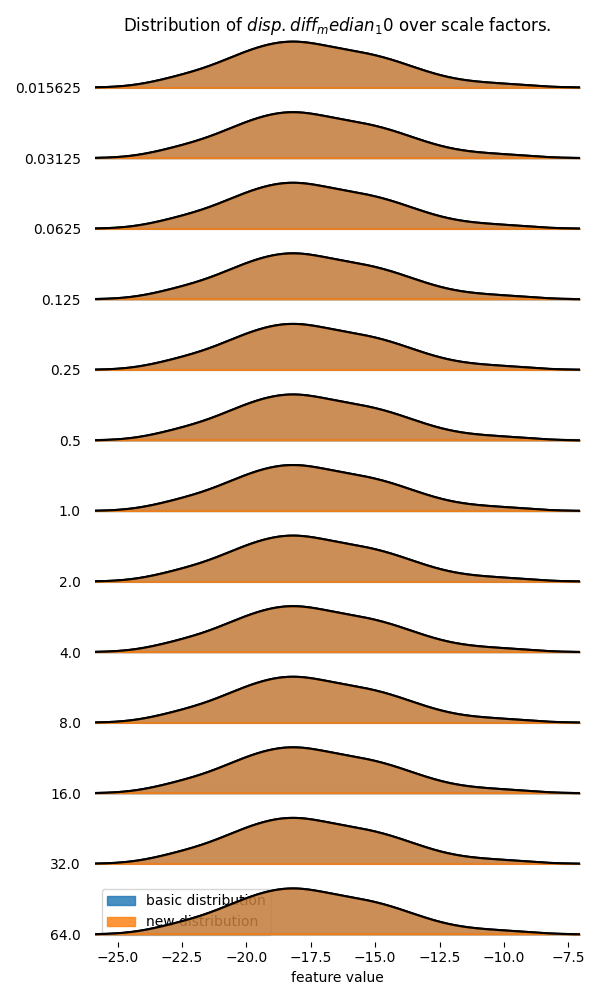 Distribution of disp.diff_median_10 over scale factors.
0.015625
0.03125
0.0625
0.125
0.25
0.5
1.0
2.0
4.0
8.0
16.0
32.0
basic distribution
new distribution
64.0
−25.0 −22.5 −20.0 −17.5 −15.0 −12.5 −10.0 −7.5
feature value